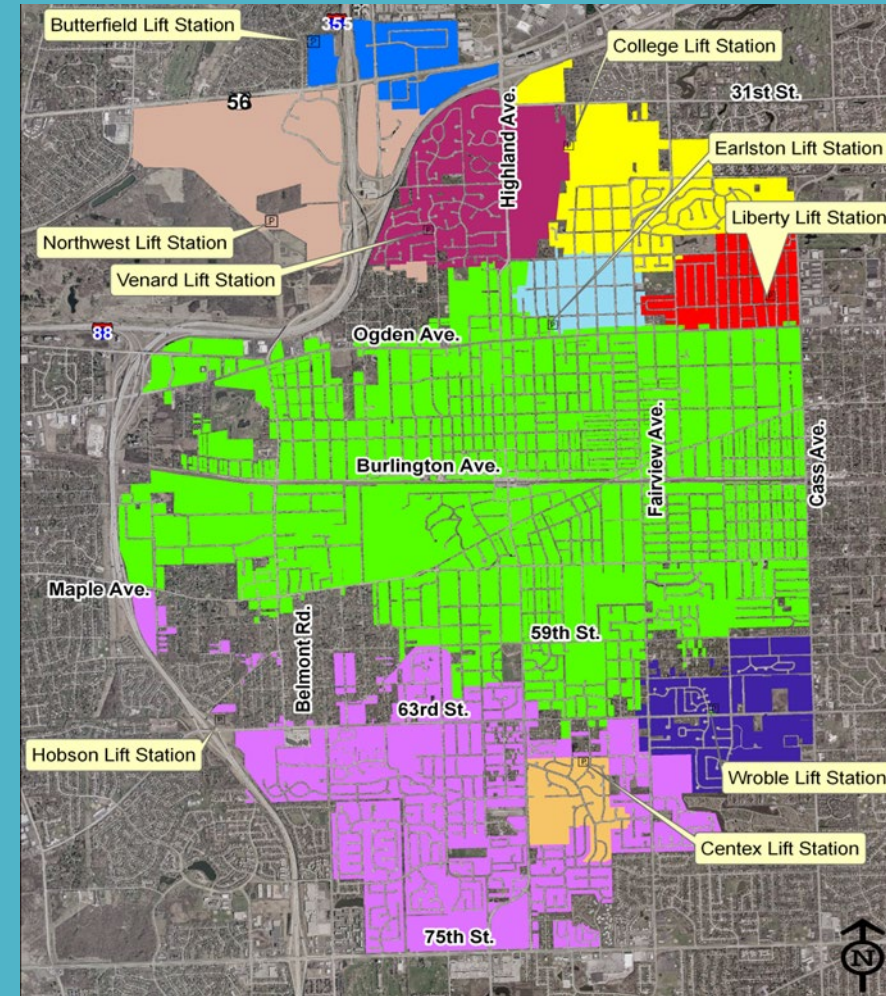 Butterfield Lift Station
355
College Lift Station
56
31st St.
Highland Ave.
Earlston Lift Station
Liberty Lift Station
Northwest Lift Station
Venard Lift Station
88
Ogden Ave.
Burlington Ave.
Fairview Ave.
Cass Ave.
Maple Ave.
Belmont Rd.
59th St.
63rd St.
Hobson Lift Station
Wroble Lift Station
Centex Lift Station
75th St.
N